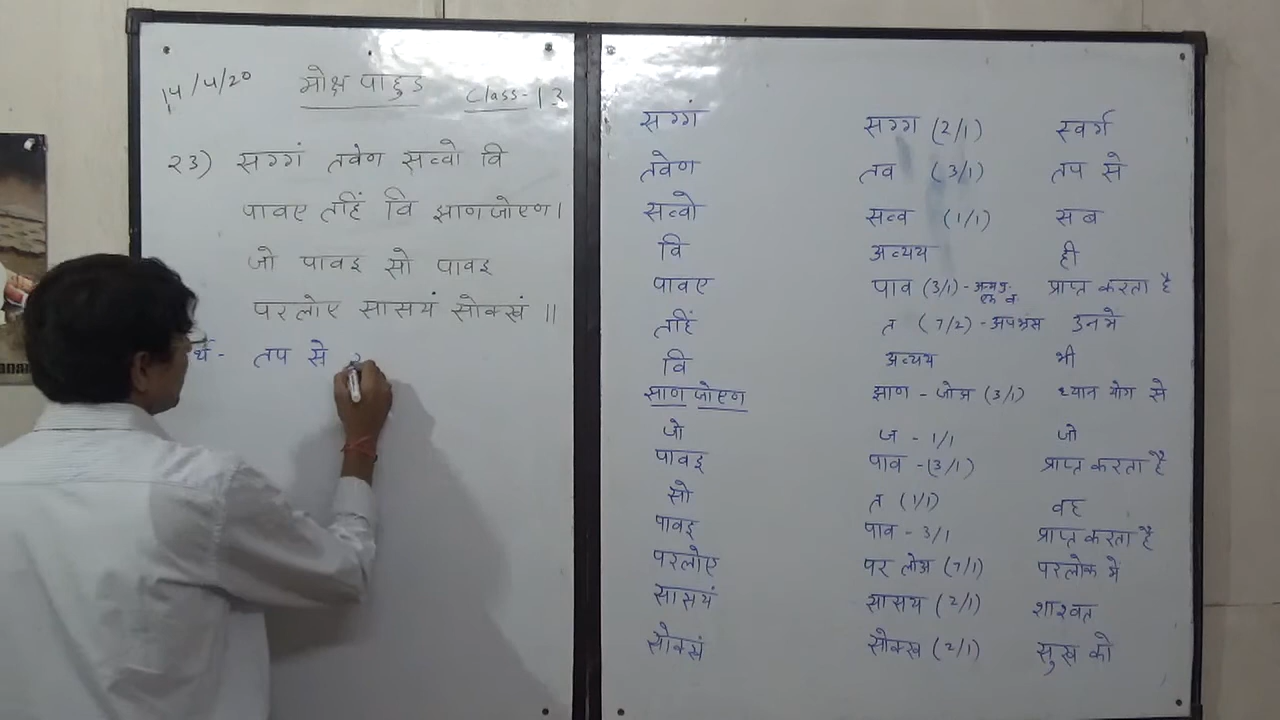 14/4/20 मोक्ष पाहुड Class-13
23) सग्गं तवेण सव्वो वि
पावए तहिं वि झाणजोएण।
जो पावइ सो पावइ
परलोए सासयं सोक्खं ॥
र्थ- तप से
सग्गं सग्ग (2/1) स्वर्ग
तवेण तव (3/1) तप से
सव्वो सव्व (1/1) सब
वि अव्यय ही
पावए पाव (3/1)-अन्य पु. एक व. प्राप्त करता है
तहिं त (7/2)-अपभ्रंस उनमे
वि अव्यय भी
झाणजोएण झाण - जोअ (3/1) ध्यान योग से
जो ज - 1/1 जो
पावइ पाव -(3/1) प्राप्त करता है
सो त (1/1) वह
पावइ पाव - 3/1 प्राप्त करता है
परलोए पर लोअ (7/1) परलोक मे
सासयं सासय (2/1) शाश्वत
सोक्खं सोक्ख (2/1) सुख को